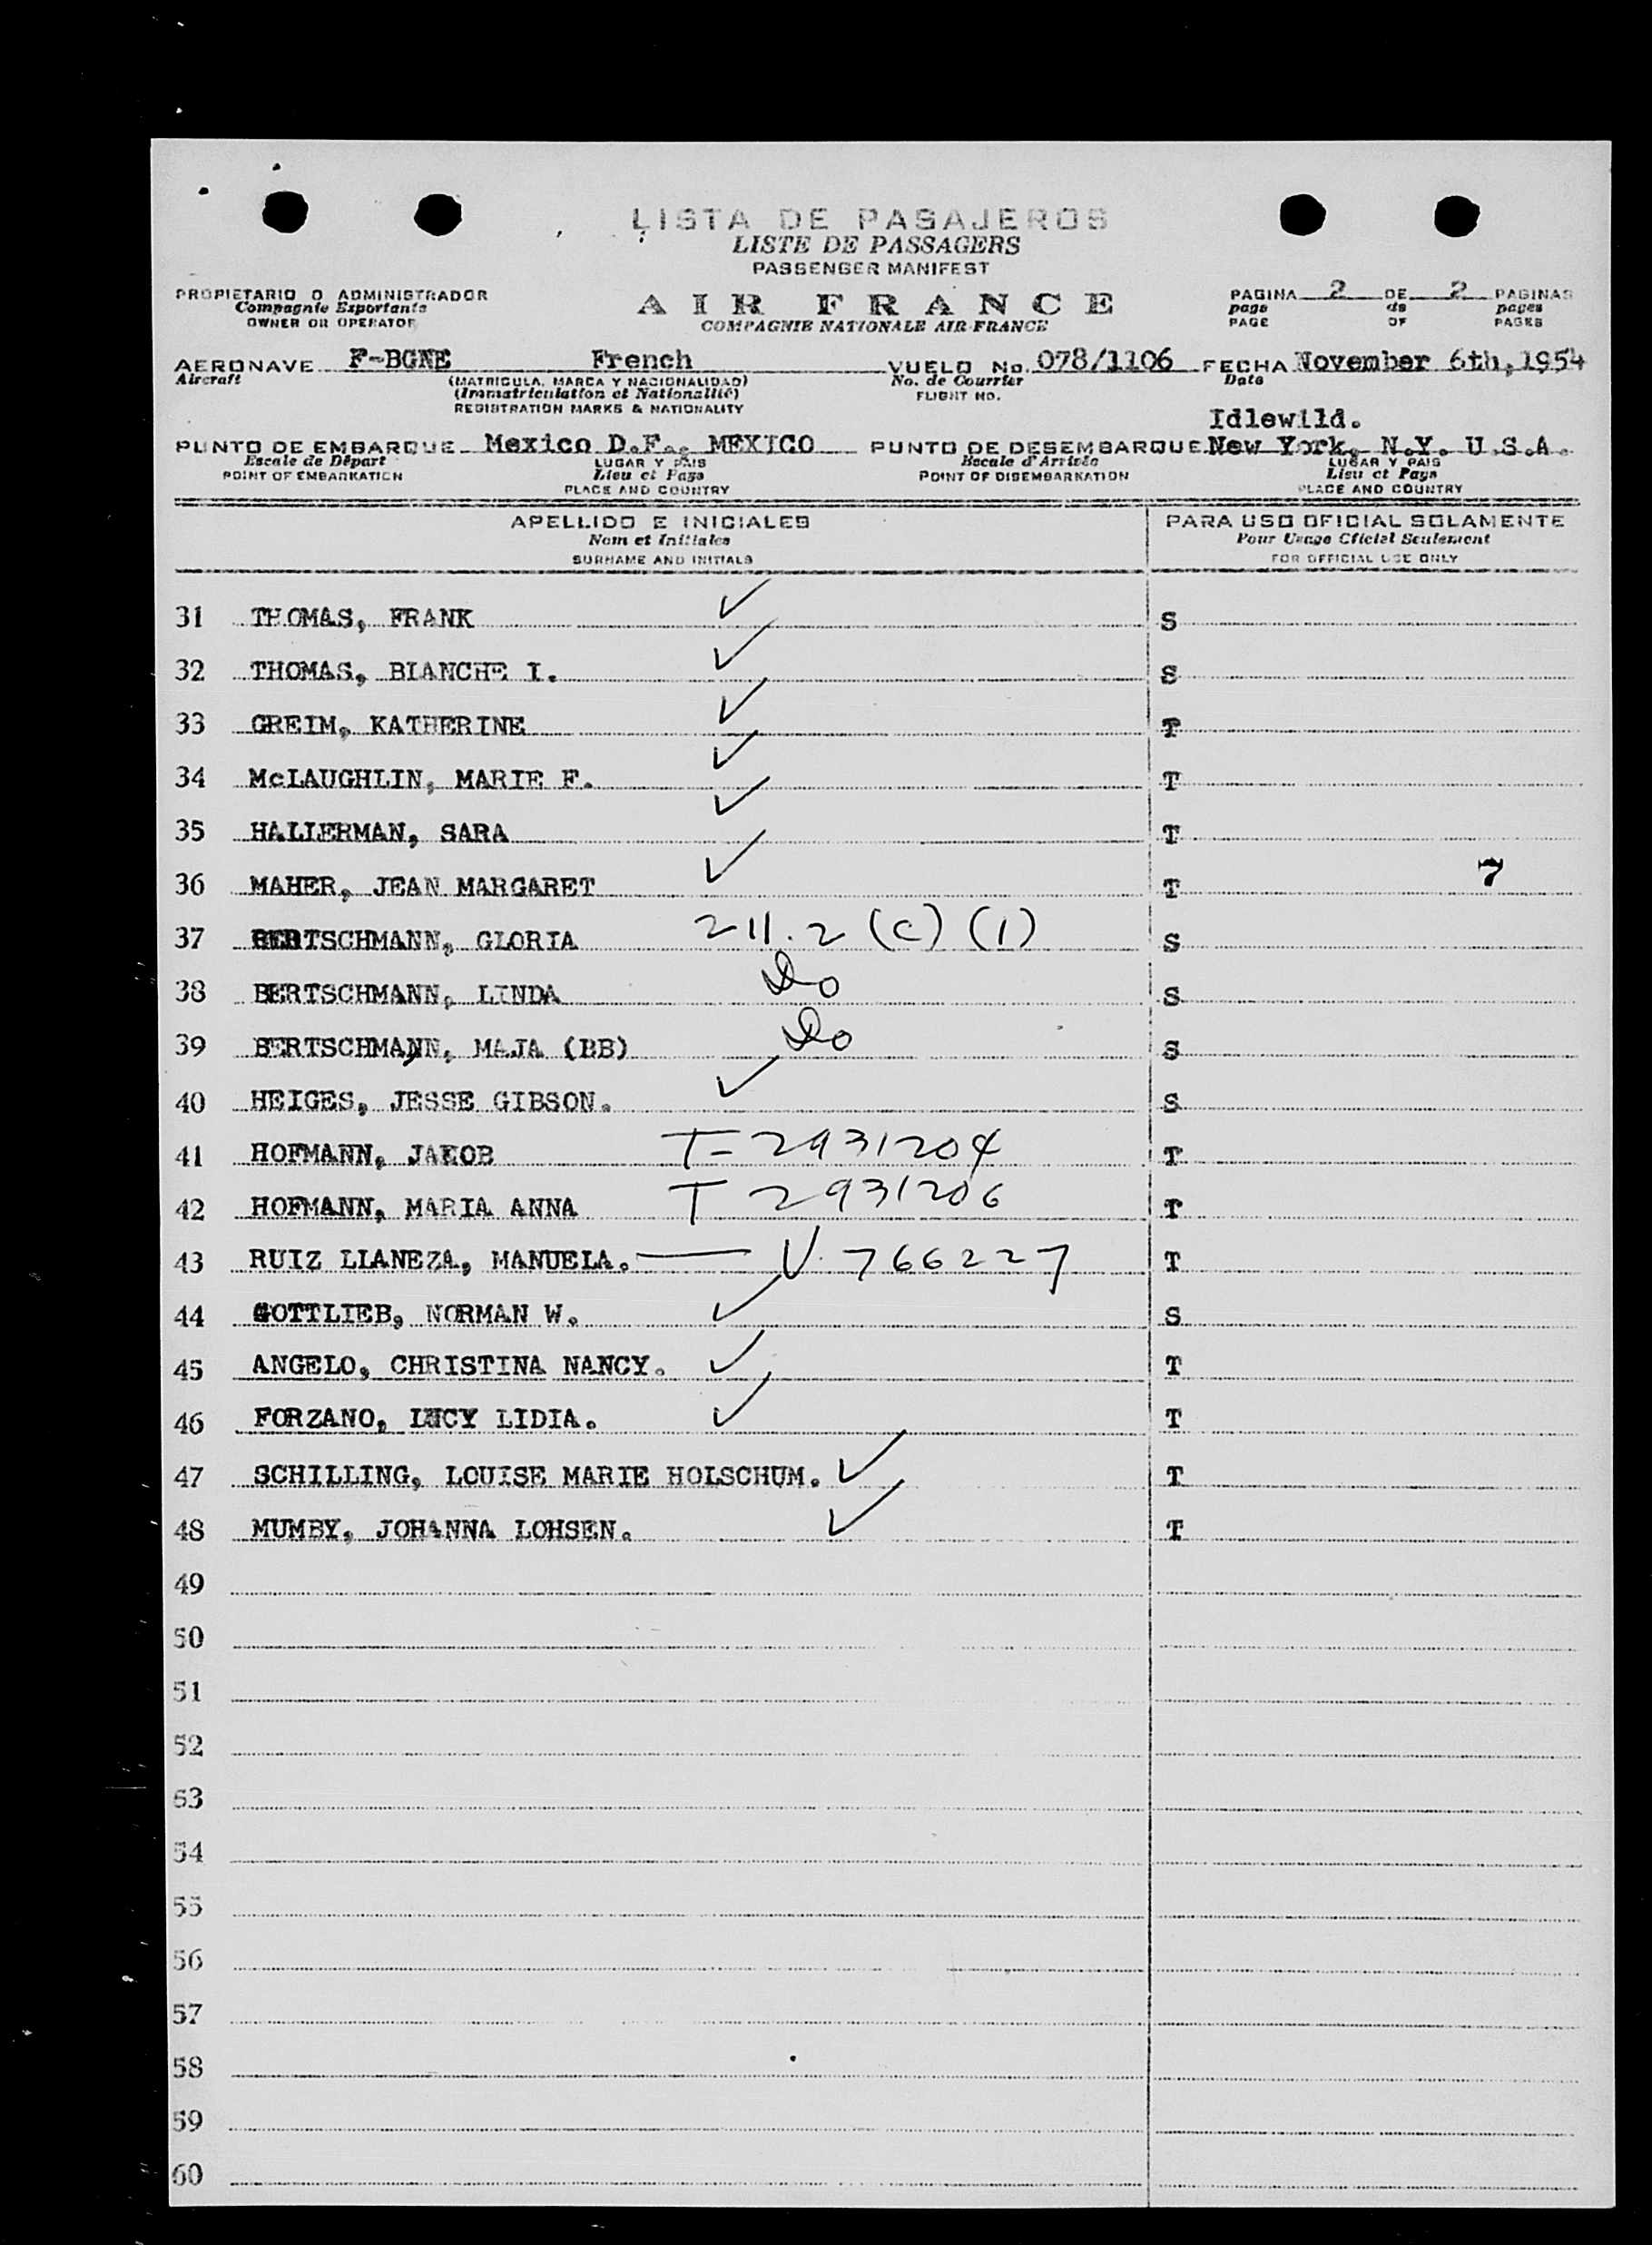 LISTA DE PASAJEROS
LISTE DE PASSAGERS
PASSENGER MANIFEST
PROPIETARIO O ADMINISTRADOR
Compagnie Exportante
OWNER OR OPERATOR
AIR FRANCE
COMPAGNIE NATIONALE AIR-FRANCE
PAGINA 2 DE 2 PAGINAS
page de pages
PAGE OF PAGES
AERONAVE F-BGNE French VUELO No. 078/1106 FECHA November 6th, 1954
Aircraft (MATRICULA, MARCA Y NACIONALIDAD) No. de Courrier Date
(Immatriculation et Nationalité) FLIGHT NO.
REGISTRATION MARKS & NATIONALITY
Idlewild.
PUNTO DE EMBARQUE Mexico D.F., MEXICO PUNTO DE DESEMBARQUE New York, N.Y. U.S.A.
Escale de Départ LUGAR Y PAIS Escale d'Arrivée LUGAR Y PAIS
POINT OF EMBARKATION Lieu et Pays POINT OF DISEMBARKATION Lieu et Pays
PLACE AND COUNTRY PLACE AND COUNTRY
APELLIDO E INICIALES PARA USO OFICIAL SOLAMENTE
Nom et Initiales Pour Usage Officiel Seulement
SURNAME AND INITIALS FOR OFFICIAL USE ONLY
31 THOMAS, FRANK ✓ S
32 THOMAS, BLANCHE I. ✓ S
33 GREIM, KATHERINE ✓ T
34 McLAUGHLIN, MARIE F. ✓ T
35 HALLERMAN, SARA ✓ T
36 MAHER, JEAN MARGARET ✓ T 7
37 BERTSCHMANN, GLORIA 211.2 (c) (1) S
38 BERTSCHMANN, LINDA Do S
39 BERTSCHMANN, MAJA (BB) Do S
40 HEIGES, JESSE GIBSON. ✓ S
41 HOFMANN, JAKOB T-2931204 T
42 HOFMANN, MARIA ANNA T 2931206 T
43 RUIZ LLANEZA, MANUELA. — V. 766227 T
44 GOTTLIEB, NORMAN W. ✓ S
45 ANGELO, CHRISTINA NANCY. ✓ T
46 FORZANO, LUCY LIDIA. ✓ T
47 SCHILLING, LOUISE MARIE HOLSCHUM. ✓ T
48 MUMBY, JOHANNA LOHSEN. ✓ T
49
50
51
52
53
54
55
56
57
58
59
60